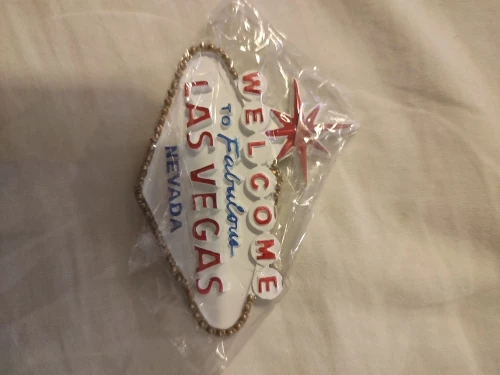 WELCOME
TO Fabulous
LAS VEGAS
NEVADA